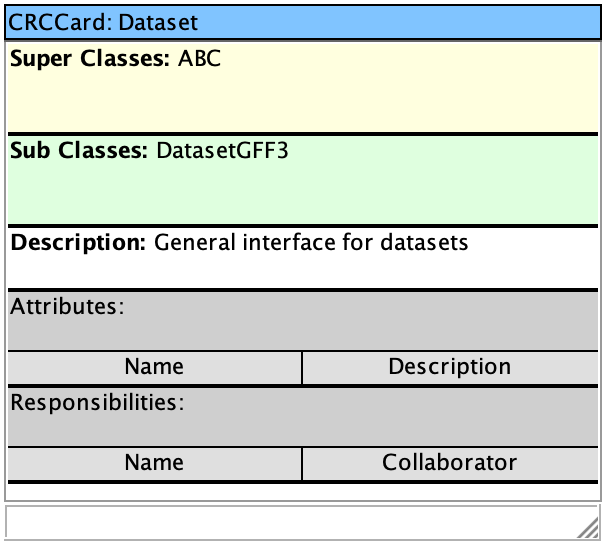 CRCCard: Dataset
Super Classes: ABC
Sub Classes: DatasetGFF3
Description: General interface for datasets
Attributes:
Name Description
Responsibilities:
Name Collaborator